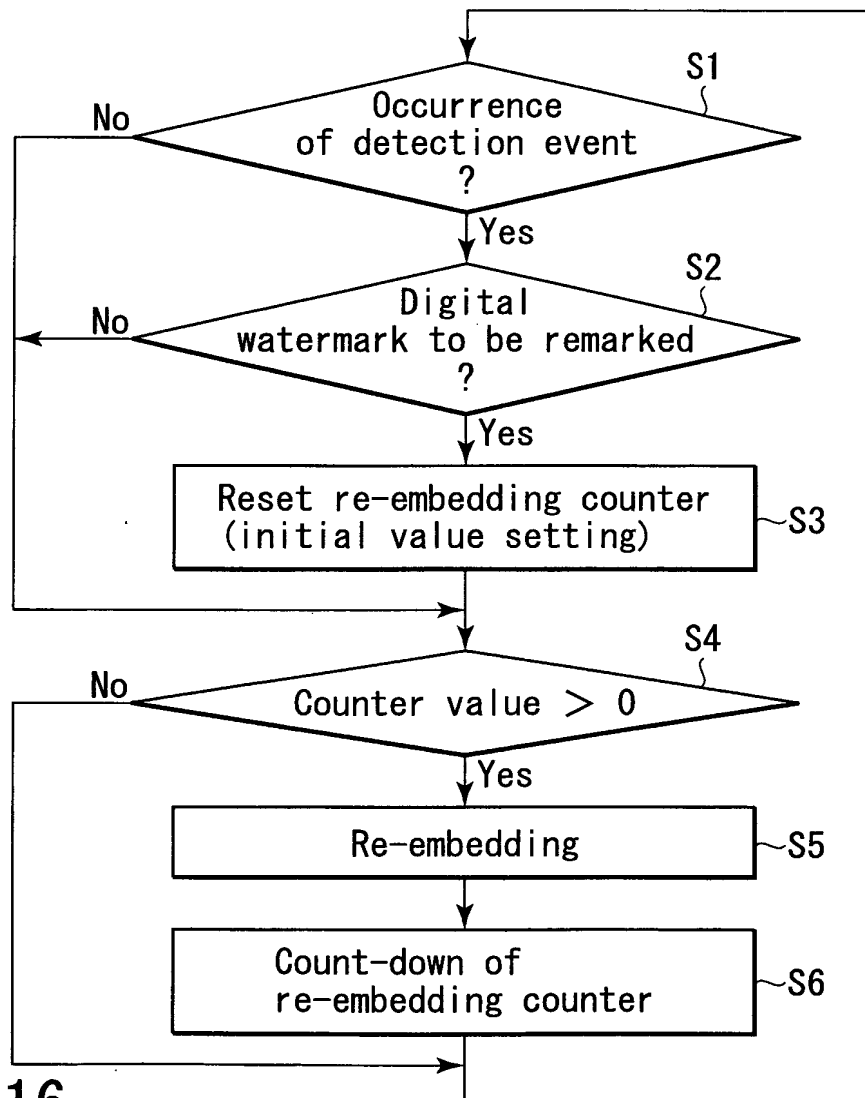 S1
Occurrence
of detection event
?
No
Yes
S2
Digital
watermark to be remarked
?
No
Yes
Reset re-embedding counter
(initial value setting)
S3
S4
Counter value > 0
No
Yes
Re-embedding
S5
Count-down of
re-embedding counter
S6
16